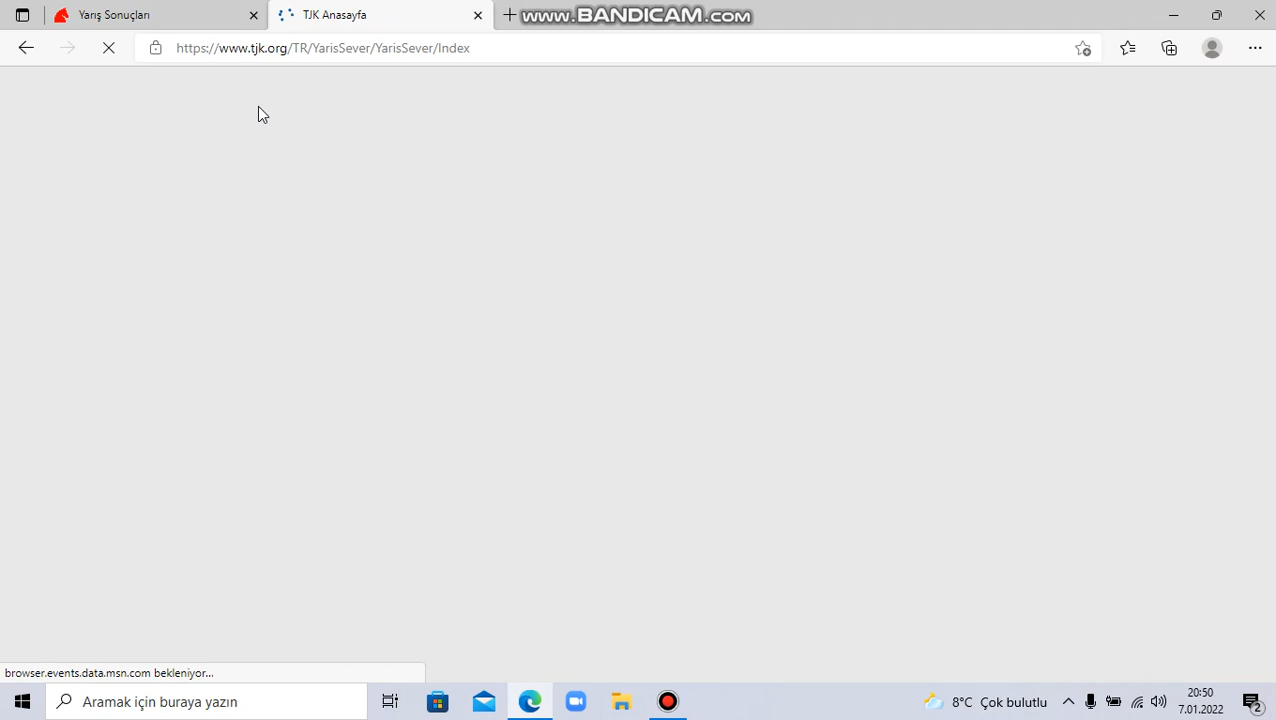 Yarış Sonuçları
TJK Anasayfa
www.BANDICAM.com
https://www.tjk.org/TR/YarisSever/YarisSever/Index
browser.events.data.msn.com bekleniyor...
Aramak için buraya yazın
8°C Çok bulutlu
20:50
7.01.2022
2